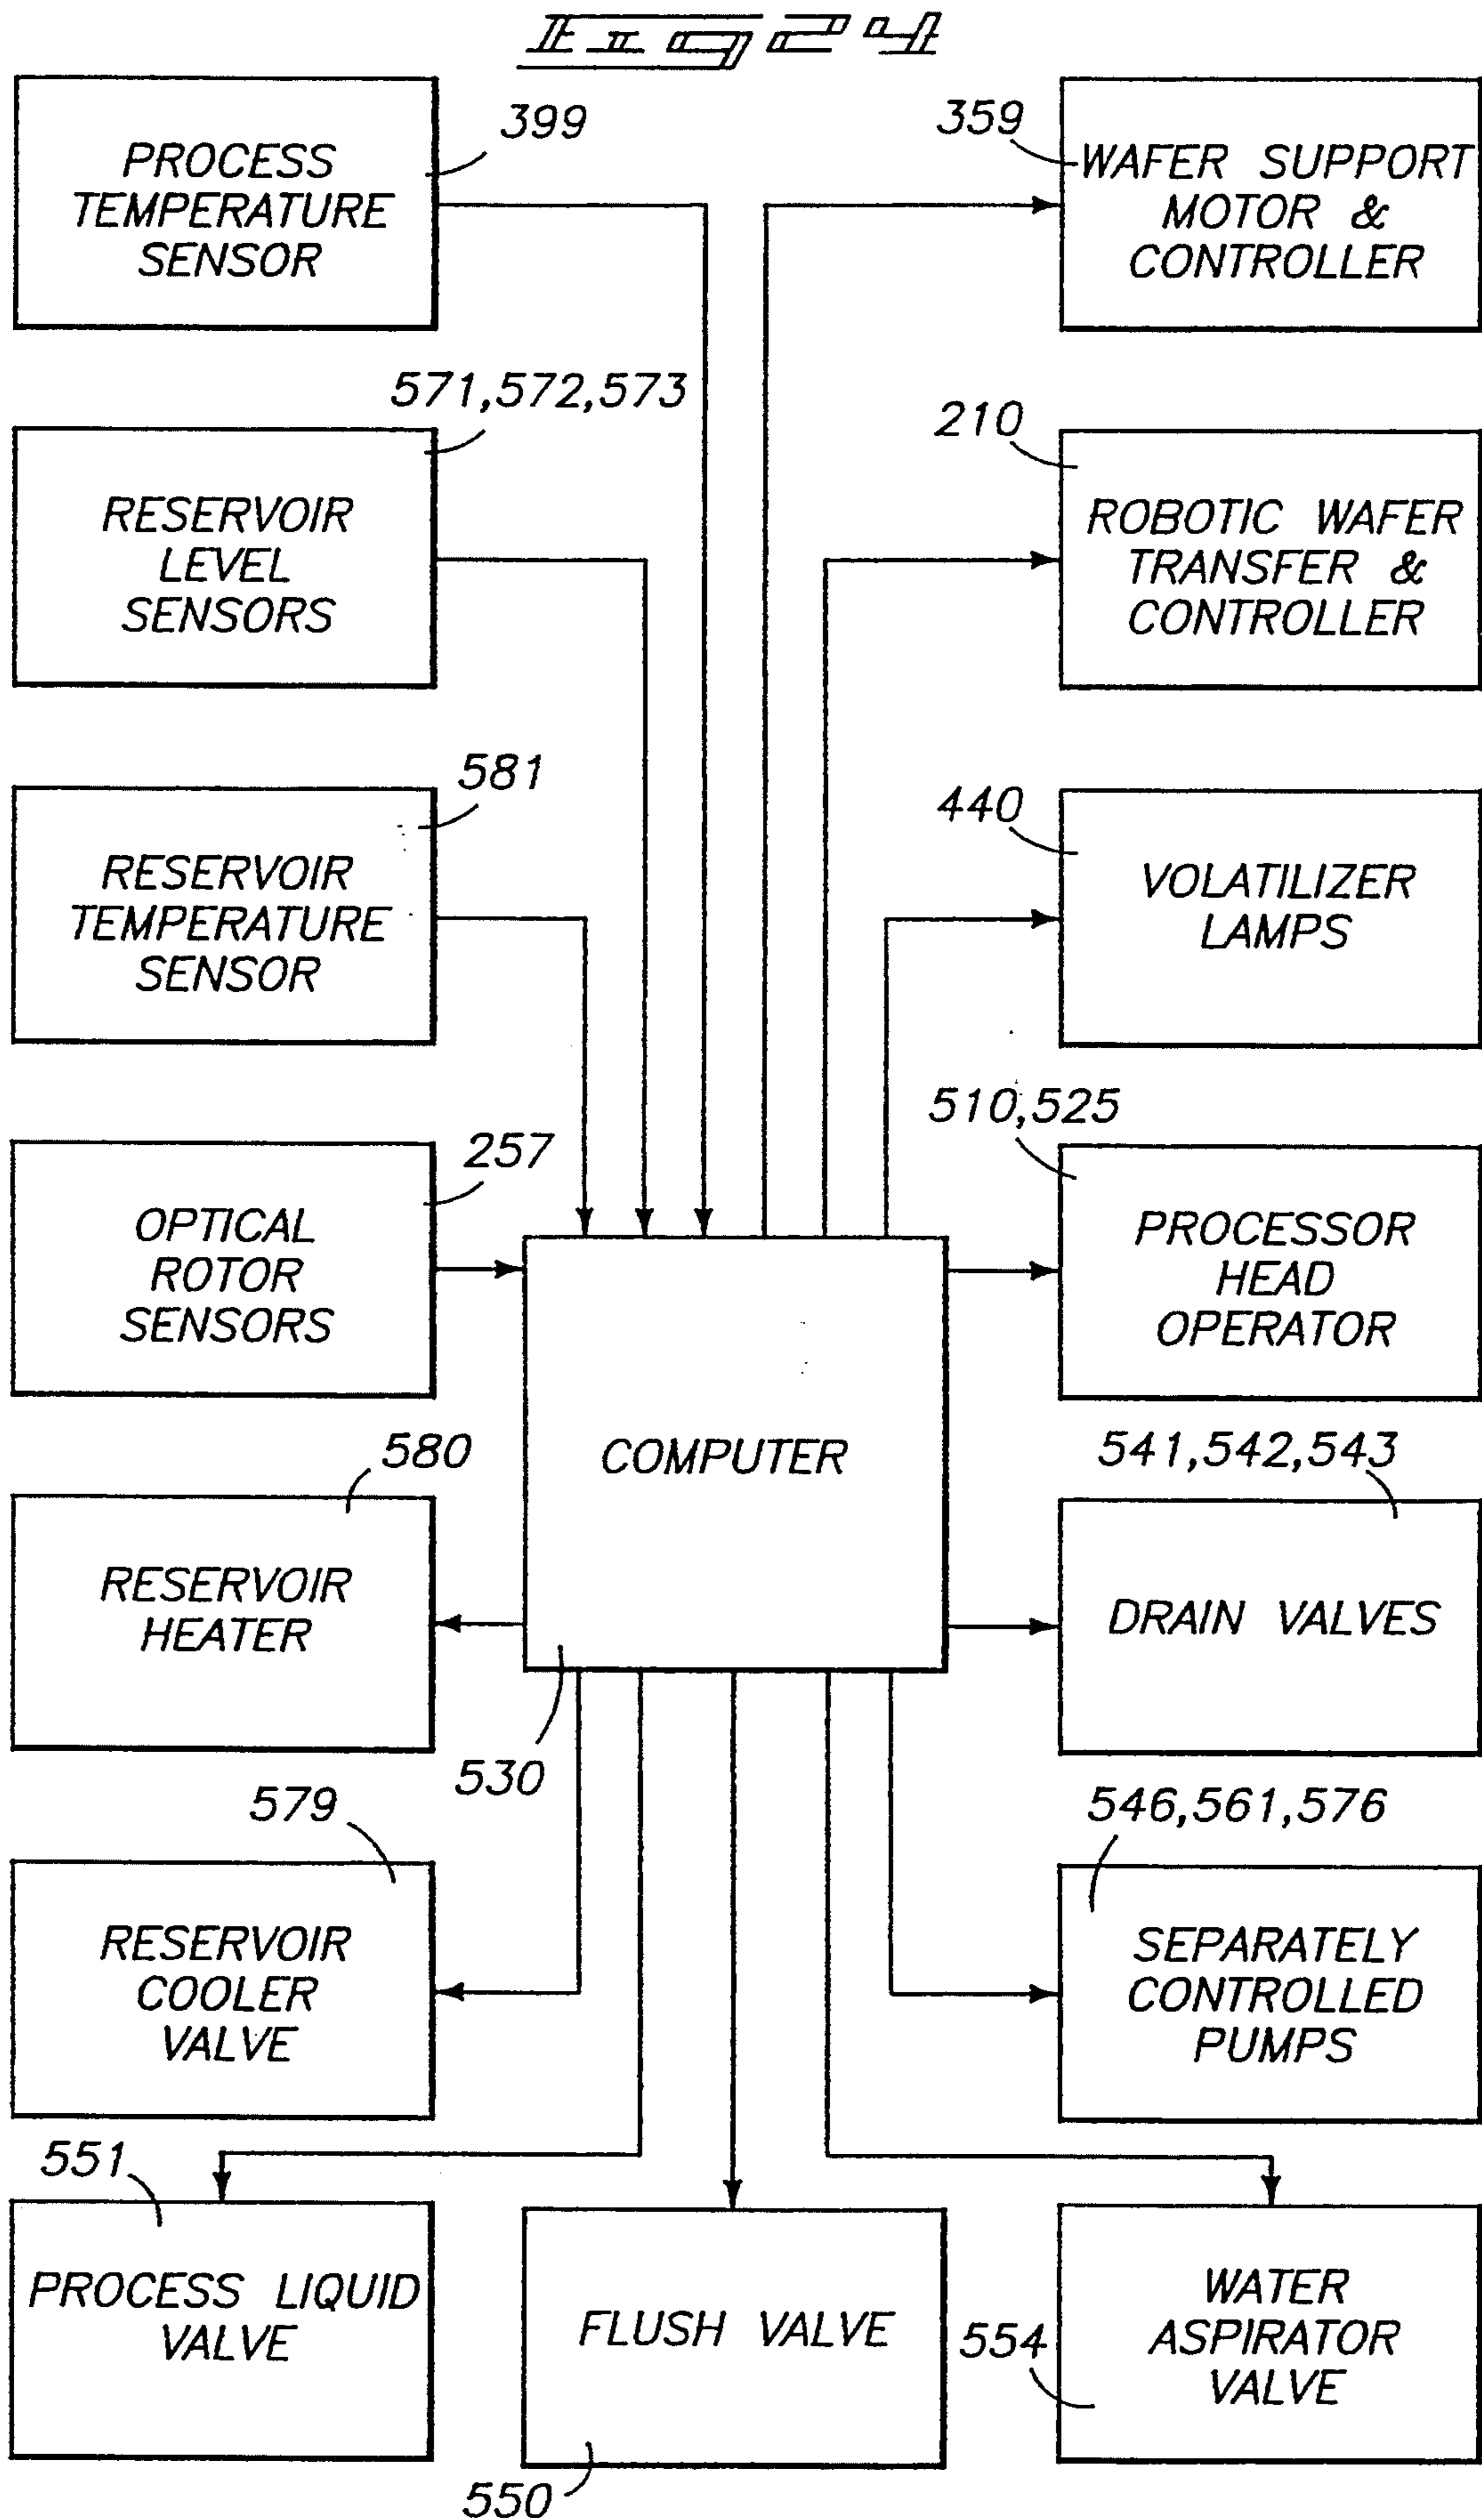 FIG 24
399
PROCESS
TEMPERATURE
SENSOR
359
WAFER SUPPORT
MOTOR &
CONTROLLER
571,572,573
RESERVOIR
LEVEL
SENSORS
210
ROBOTIC WAFER
TRANSFER &
CONTROLLER
581
RESERVOIR
TEMPERATURE
SENSOR
440
VOLATILIZER
LAMPS
257
OPTICAL
ROTOR
SENSORS
510,525
PROCESSOR
HEAD
OPERATOR
COMPUTER
530
580
RESERVOIR
HEATER
541,542,543
DRAIN VALVES
579
RESERVOIR
COOLER
VALVE
546,561,576
SEPARATELY
CONTROLLED
PUMPS
551
PROCESS LIQUID
VALVE
FLUSH VALVE
550
554
WATER
ASPIRATOR
VALVE